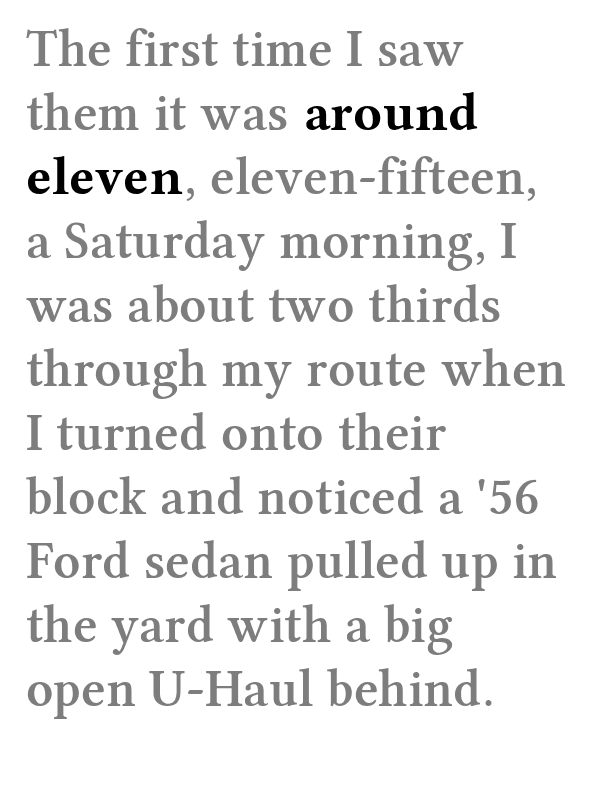 The first time I saw
them it was around
eleven, eleven-fifteen,
a Saturday morning, I
was about two thirds
through my route when
I turned onto their
block and noticed a '56
Ford sedan pulled up in
the yard with a big
open U-Haul behind.